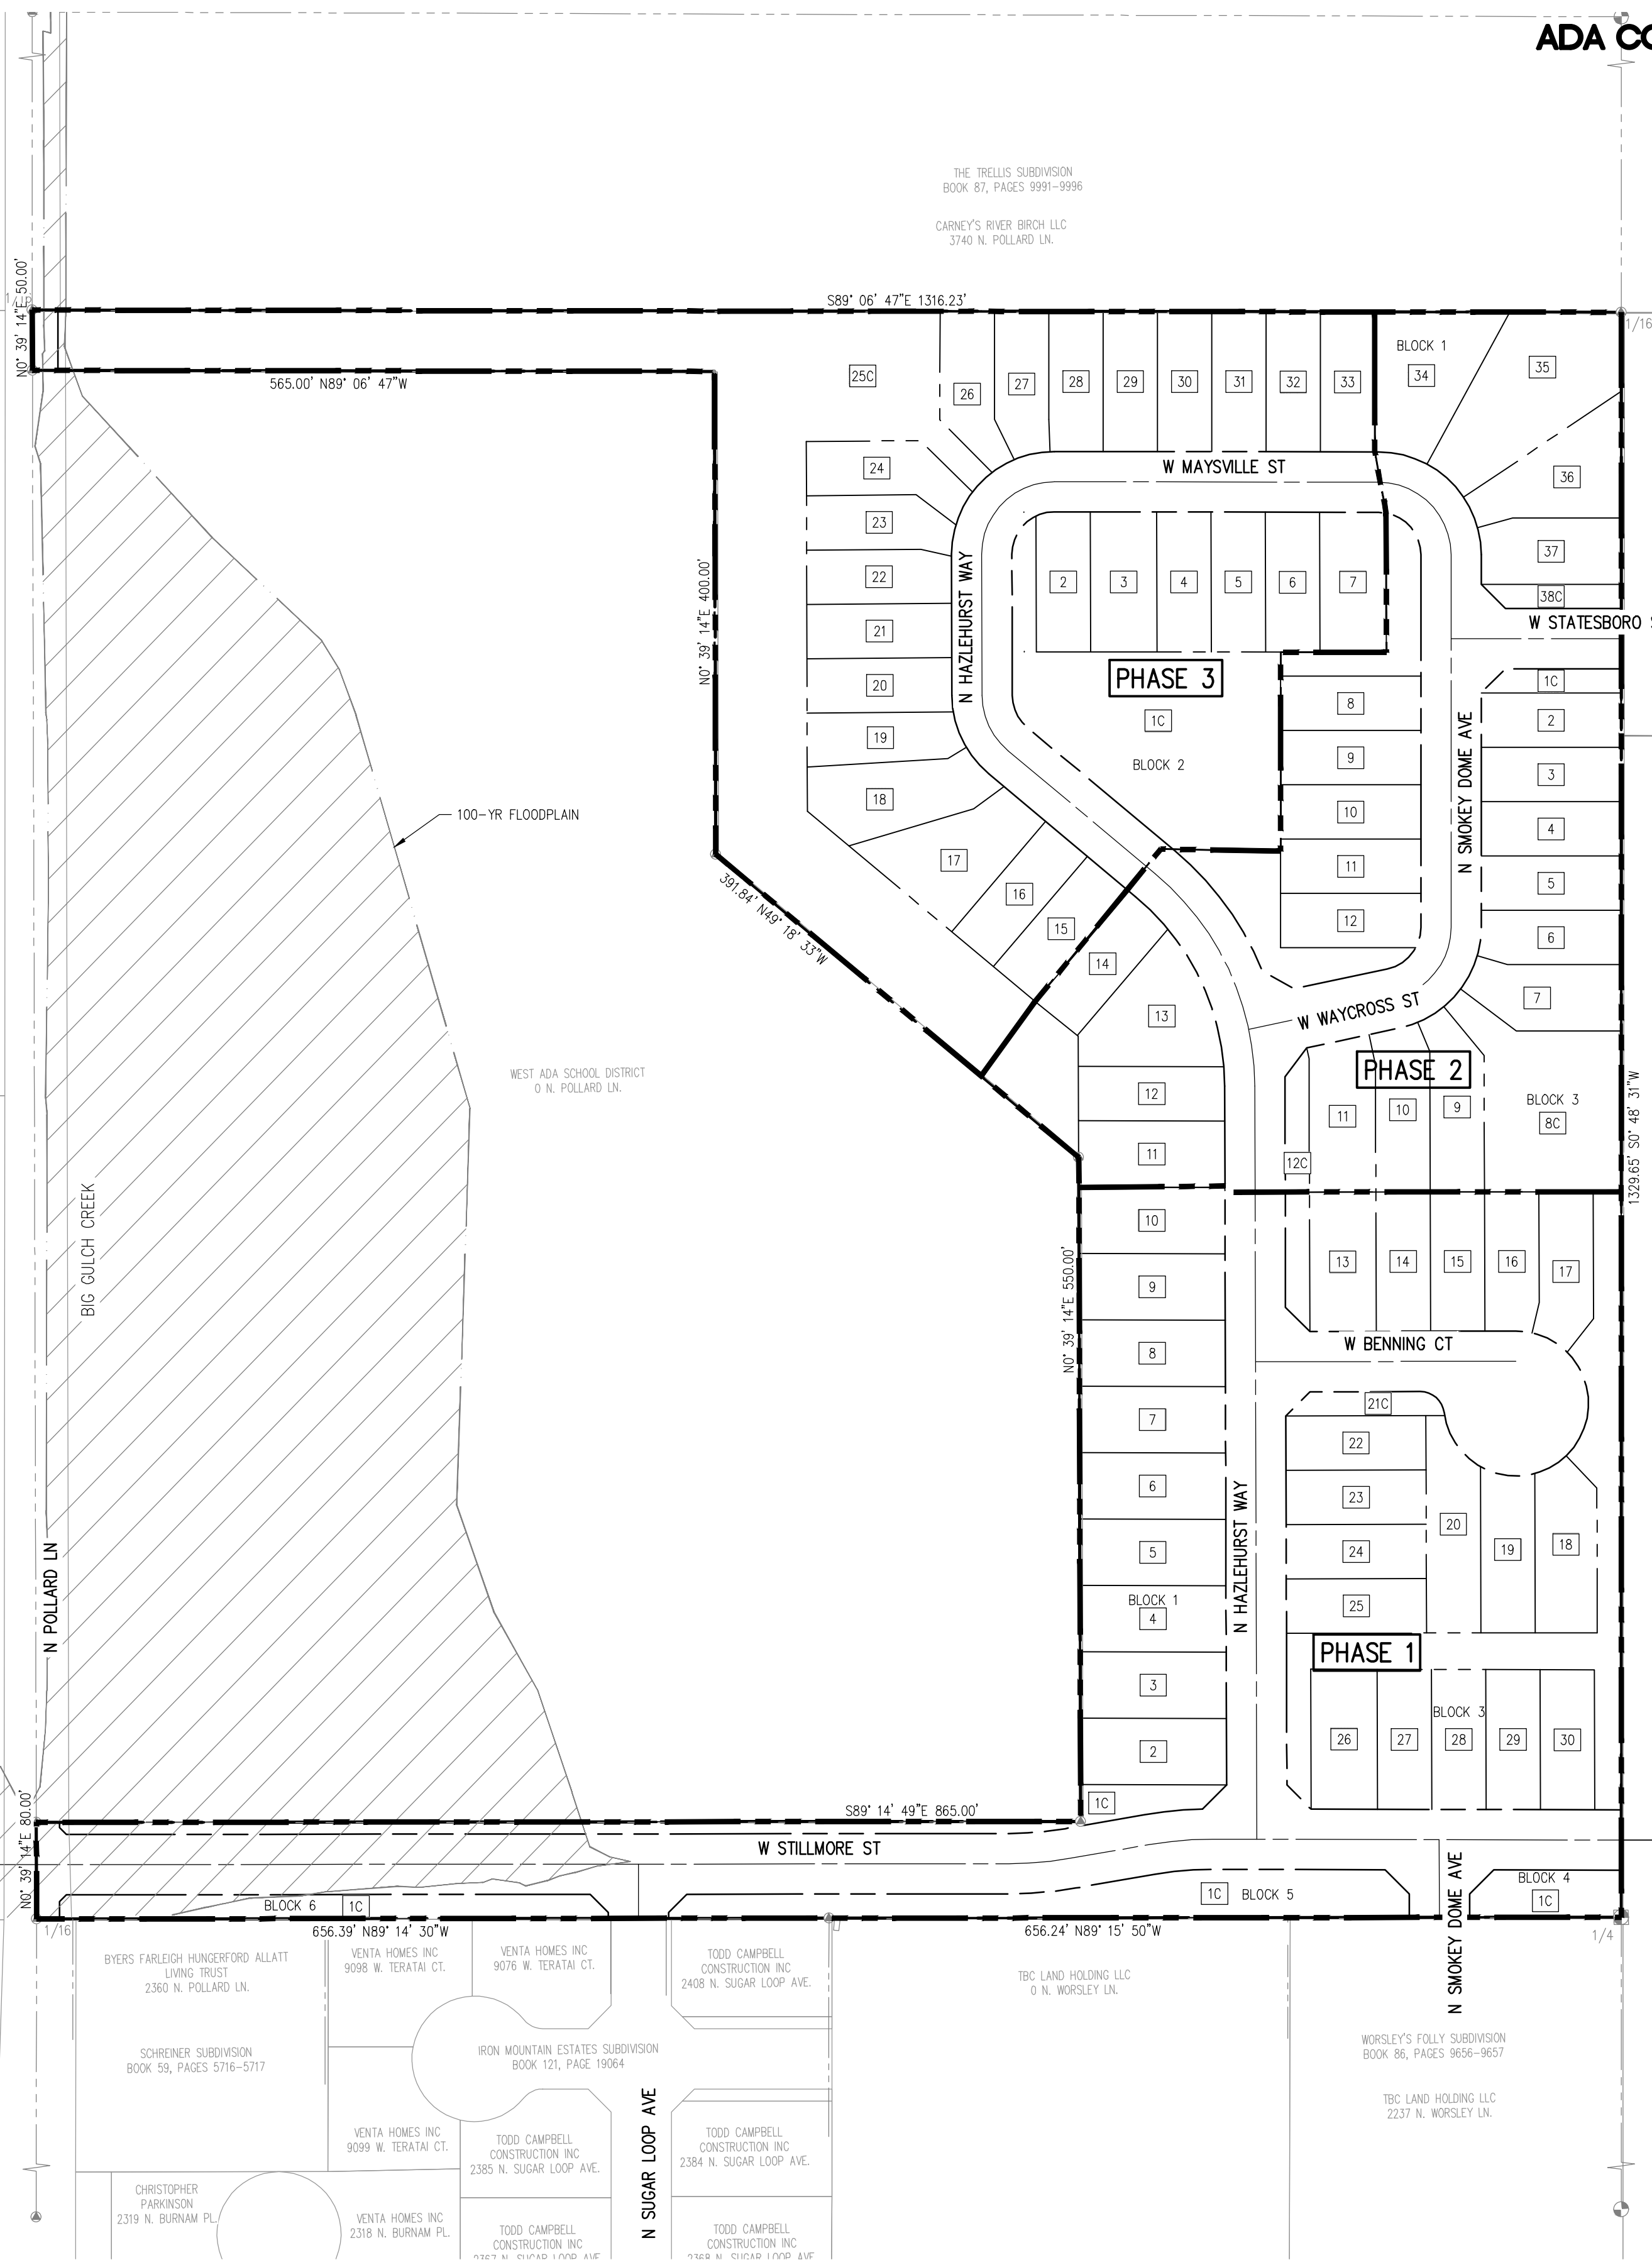 ADA CO
THE TRELLIS SUBDIVISION
BOOK 87, PAGES 9991-9996
CARNEY'S RIVER BIRCH LLC
3740 N. POLLARD LN.
N0° 39' 14"E 50.00'
S89° 06' 47"E 1316.23'
1/16
565.00' N89° 06' 47"W
BLOCK 1
25C
26
27
28
29
30
31
32
33
34
35
36
37
38C
24
23
22
21
20
19
18
17
16
15
14
13
12
11
W MAYSVILLE ST
N HAZLEHURST WAY
2
3
4
5
6
7
PHASE 3
1C
BLOCK 2
8
9
10
11
12
W STATESBORO S
N SMOKEY DOME AVE
1C
2
3
4
5
6
7
N0° 39' 14"E 400.00'
100-YR FLOODPLAIN
391.84' N49° 18' 33"W
W WAYCROSS ST
PHASE 2
WEST ADA SCHOOL DISTRICT
0 N. POLLARD LN.
11
10
9
BLOCK 3
8C
12C
1329.65' S0° 48' 31"W
BIG GULCH CREEK
N0° 39' 14"E 550.00'
10
9
8
7
6
5
BLOCK 1
4
3
2
1C
13
14
15
16
17
W BENNING CT
21C
22
23
24
25
20
19
18
N HAZLEHURST WAY
N POLLARD LN
PHASE 1
BLOCK 3
26
27
28
29
30
N0° 39' 14"E 80.00'
S89° 14' 49"E 865.00'
W STILLMORE ST
BLOCK 6
1C
1C
BLOCK 5
BLOCK 4
1C
N SMOKEY DOME AVE
1/16
656.39' N89° 14' 30"W
656.24' N89° 15' 50"W
1/4
BYERS FARLEIGH HUNGERFORD ALLATT
LIVING TRUST
2360 N. POLLARD LN.
VENTA HOMES INC
9098 W. TERATAI CT.
VENTA HOMES INC
9076 W. TERATAI CT.
TODD CAMPBELL
CONSTRUCTION INC
2408 N. SUGAR LOOP AVE.
TBC LAND HOLDING LLC
0 N. WORSLEY LN.
SCHREINER SUBDIVISION
BOOK 59, PAGES 5716-5717
IRON MOUNTAIN ESTATES SUBDIVISION
BOOK 121, PAGE 19064
WORSLEY'S FOLLY SUBDIVISION
BOOK 86, PAGES 9656-9657
TBC LAND HOLDING LLC
2237 N. WORSLEY LN.
N SUGAR LOOP AVE
VENTA HOMES INC
9099 W. TERATAI CT.
TODD CAMPBELL
CONSTRUCTION INC
2385 N. SUGAR LOOP AVE.
TODD CAMPBELL
CONSTRUCTION INC
2384 N. SUGAR LOOP AVE.
CHRISTOPHER
PARKINSON
2319 N. BURNAM PL.
VENTA HOMES INC
2318 N. BURNAM PL.
TODD CAMPBELL
CONSTRUCTION INC
2367 N. SUGAR LOOP AVE
TODD CAMPBELL
CONSTRUCTION INC
2368 N. SUGAR LOOP AVE